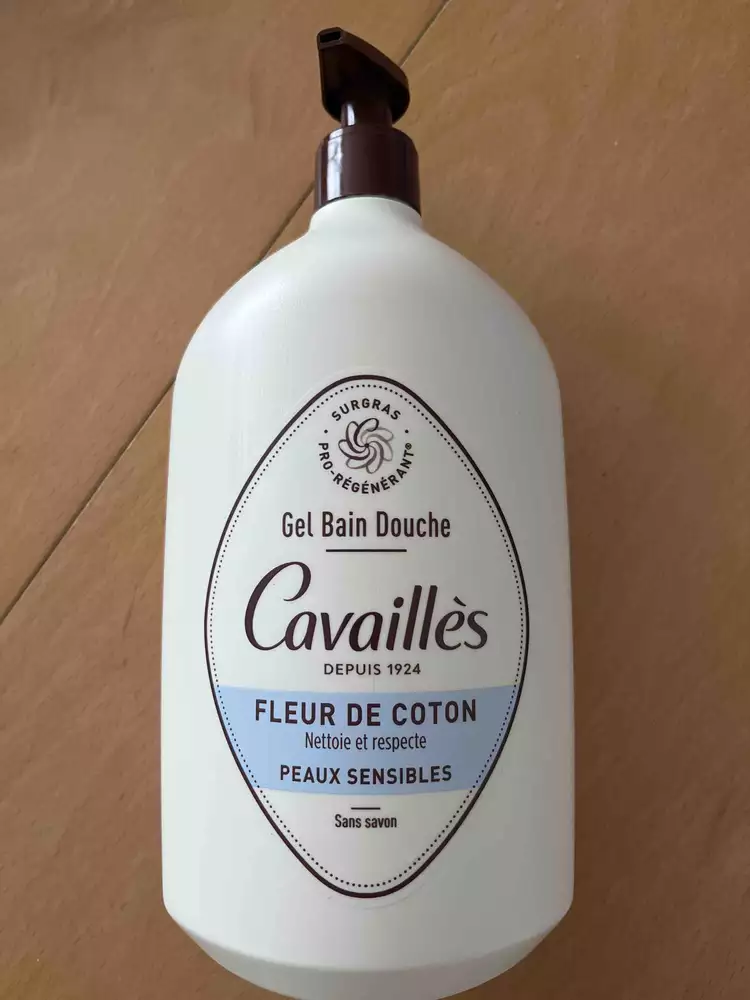 SURGRAS
PRO-RÉGÉNÉRANT®
Gel Bain Douche
Cavaillès
DEPUIS 1924
FLEUR DE COTON
Nettoie et respecte
PEAUX SENSIBLES
Sans savon